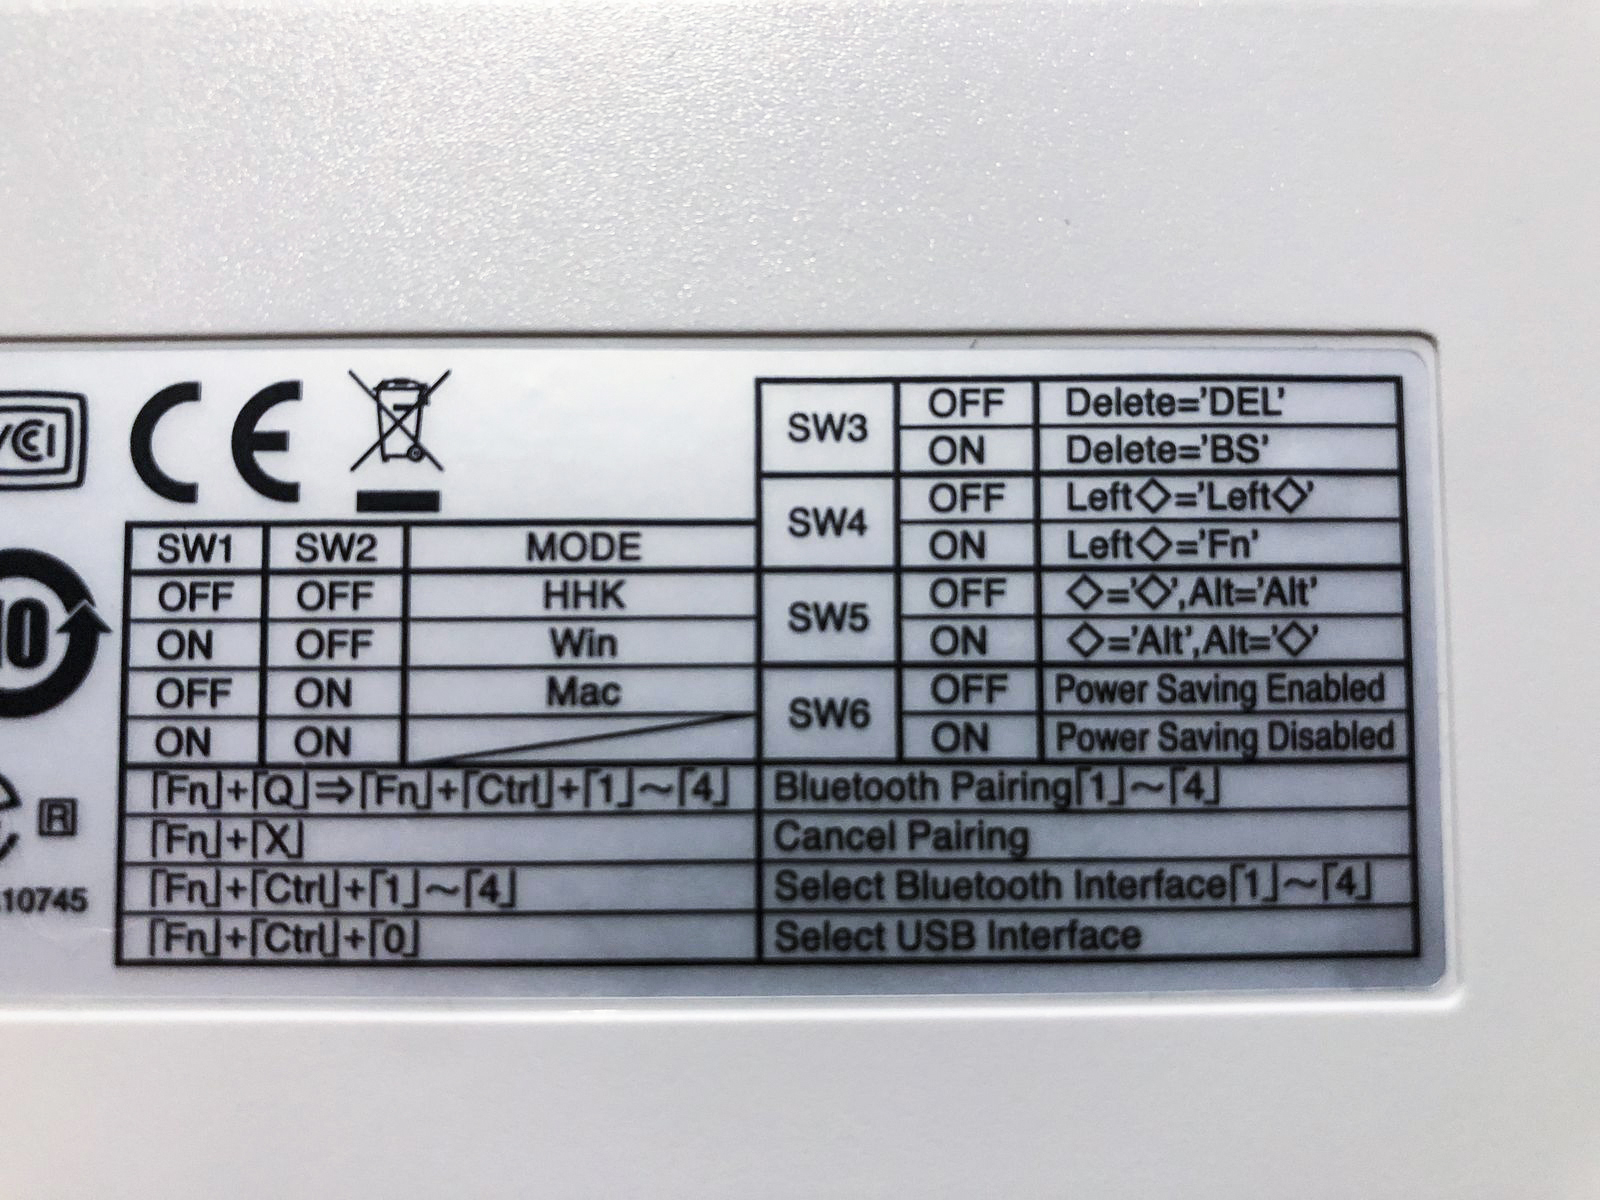 VCCI
CE
10
R
10745
SW1 SW2 MODE
OFF OFF HHK
ON OFF Win
OFF ON Mac
ON ON
SW3 OFF Delete='DEL'
ON Delete='BS'
SW4 OFF Left◇='Left◇'
ON Left◇='Fn'
SW5 OFF ◇='◇',Alt='Alt'
ON ◇='Alt',Alt='◇'
SW6 OFF Power Saving Enabled
ON Power Saving Disabled
「Fn」+「Q」⇒「Fn」+「Ctrl」+「1」~「4」 Bluetooth Pairing「1」~「4」
「Fn」+「X」 Cancel Pairing
「Fn」+「Ctrl」+「1」~「4」 Select Bluetooth Interface「1」~「4」
「Fn」+「Ctrl」+「0」 Select USB Interface